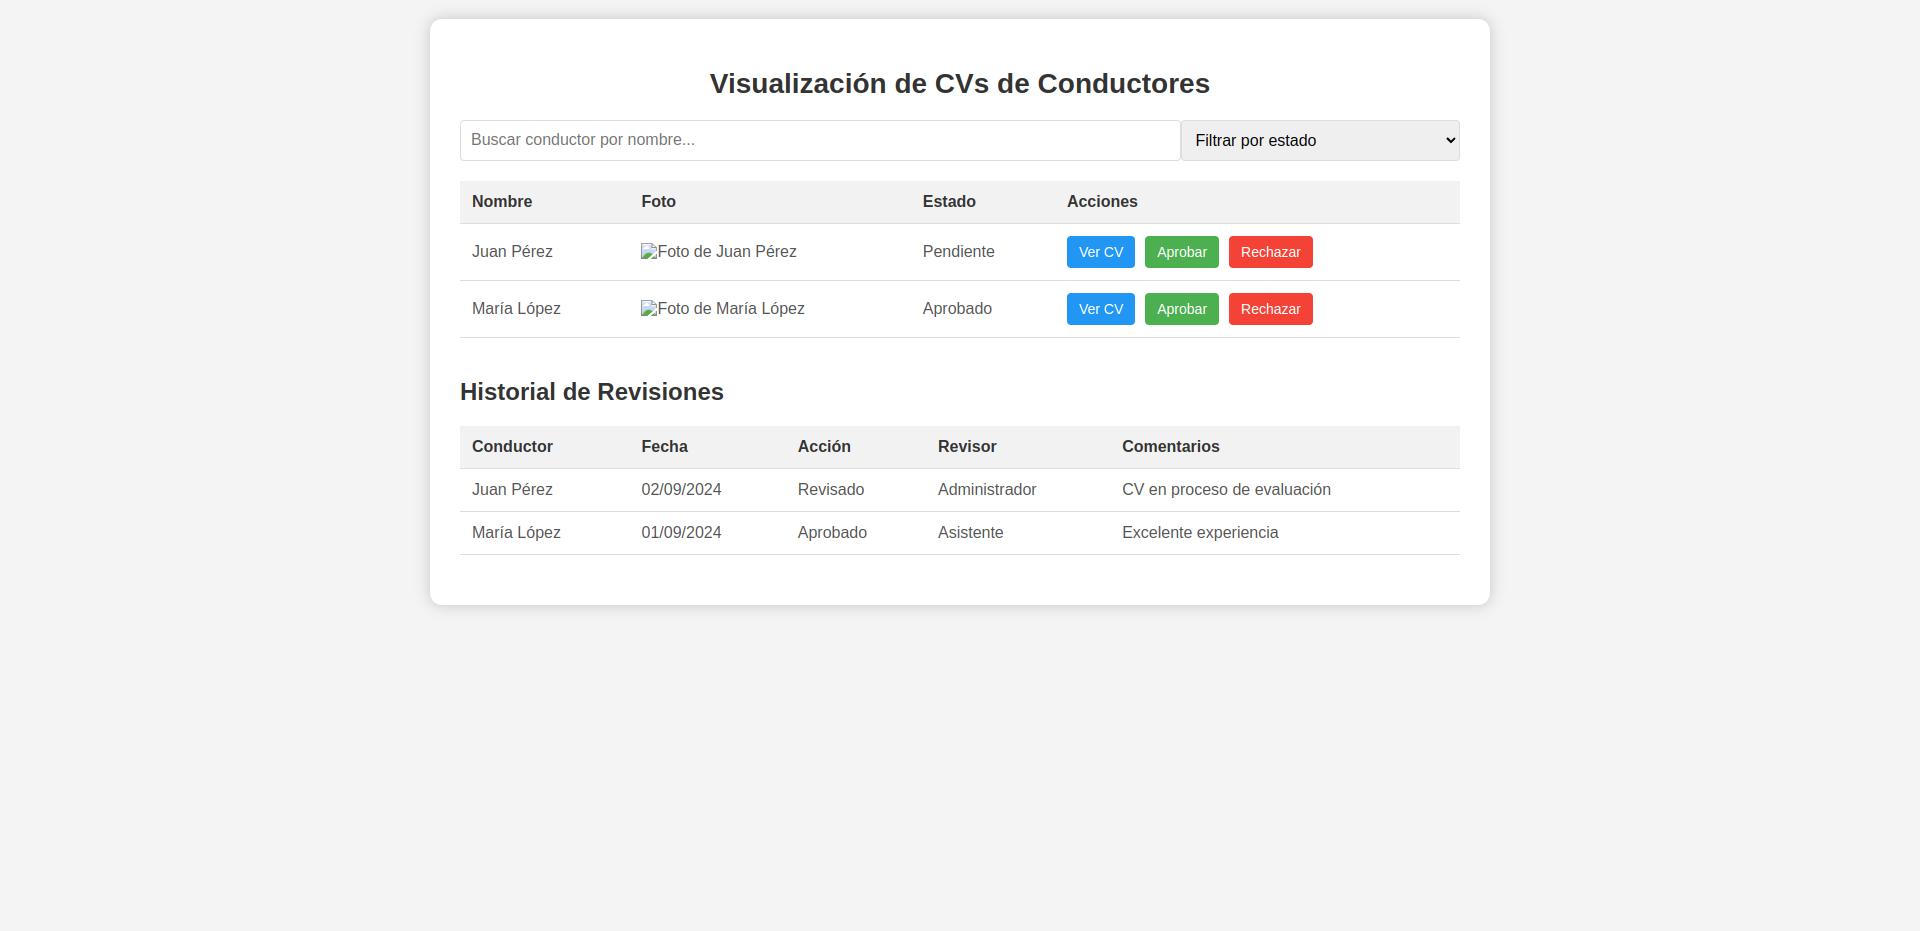 Visualización de CVs de Conductores
Buscar conductor por nombre... Filtrar por estado
Nombre Foto Estado Acciones
Juan Pérez Foto de Juan Pérez Pendiente Ver CV Aprobar Rechazar
María López Foto de María López Aprobado Ver CV Aprobar Rechazar
Historial de Revisiones
Conductor Fecha Acción Revisor Comentarios
Juan Pérez 02/09/2024 Revisado Administrador CV en proceso de evaluación
María López 01/09/2024 Aprobado Asistente Excelente experiencia